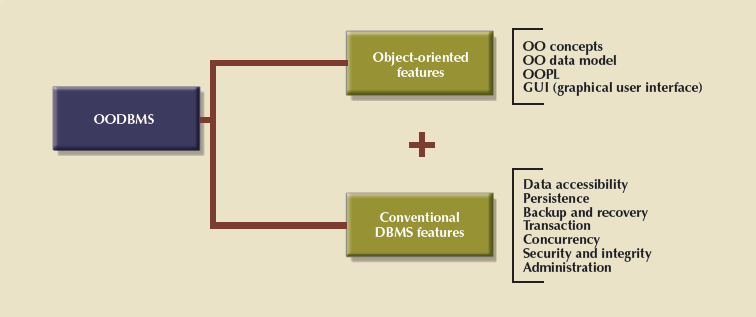 OODBMS
Object-oriented
features
OO concepts
OO data model
OOPL
GUI (graphical user interface)
+
Conventional
DBMS features
Data accessibility
Persistence
Backup and recovery
Transaction
Concurrency
Security and integrity
Administration